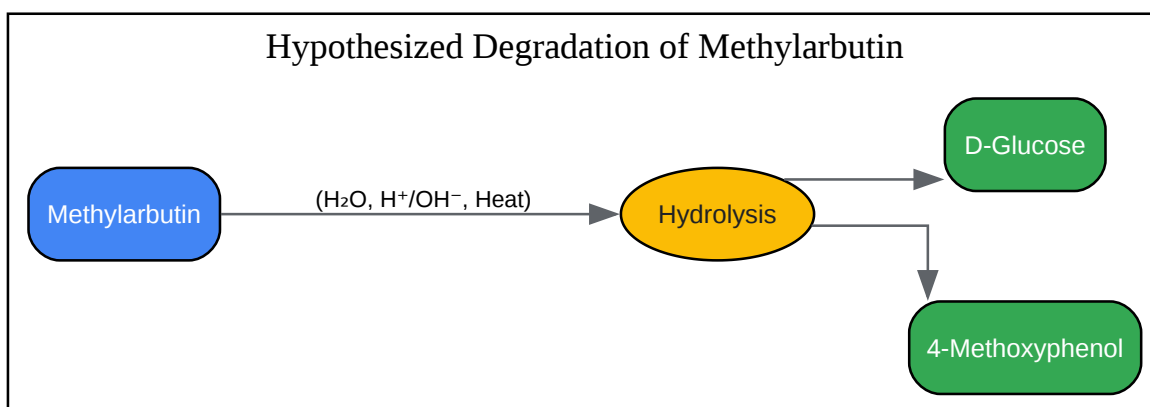 Hypothesized Degradation of Methylarbutin
D-Glucose
Methylarbutin
(H₂O, H⁺/OH⁻, Heat)
Hydrolysis
4-Methoxyphenol